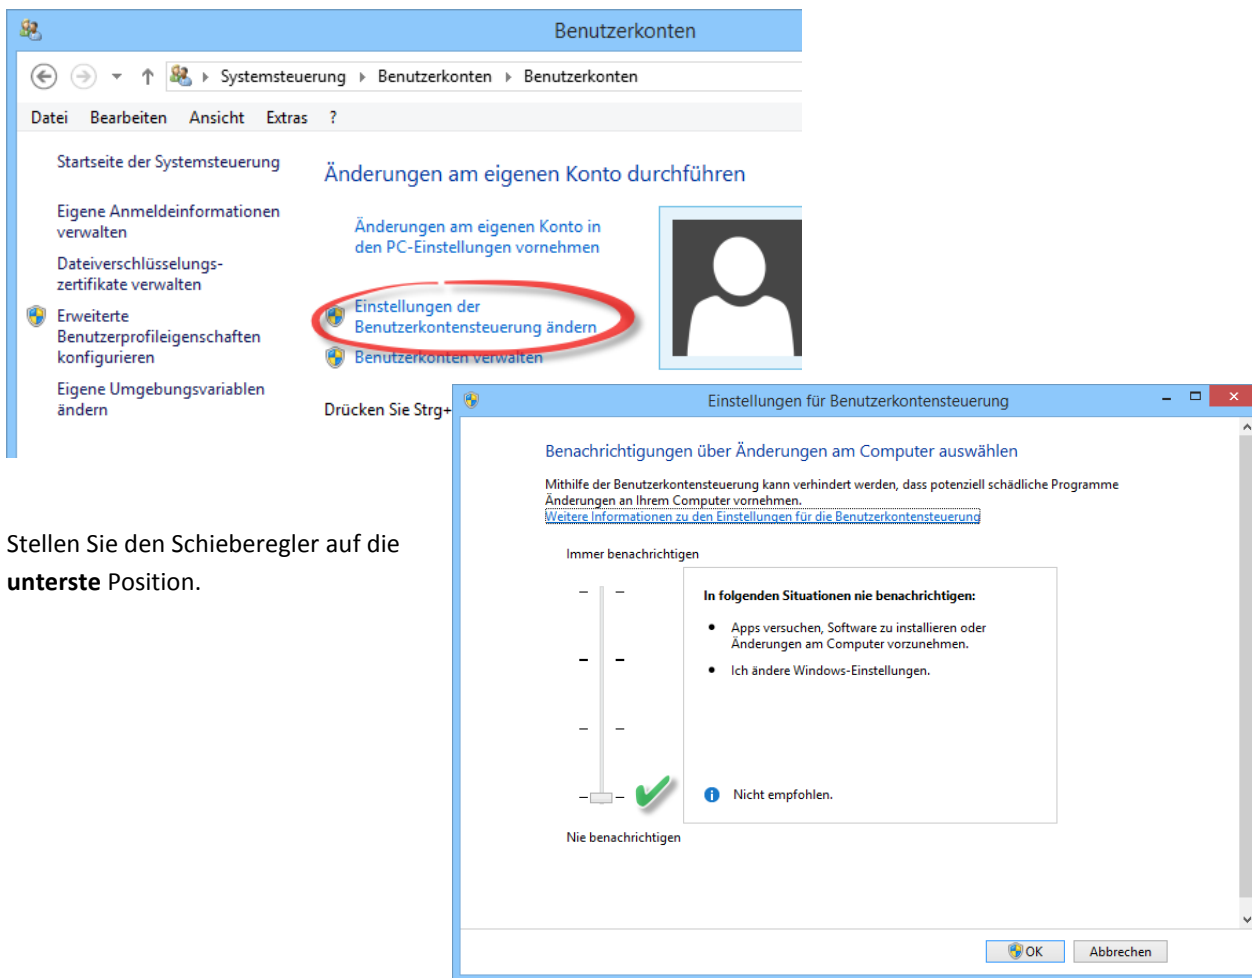 Benutzerkonten
Systemsteuerung Benutzerkonten Benutzerkonten
Datei Bearbeiten Ansicht Extras ?
Startseite der Systemsteuerung
Eigene Anmeldeinformationen
verwalten
Dateiverschlüsselungs-
zertifikate verwalten
Erweiterte
Benutzerprofileigenschaften
konfigurieren
Eigene Umgebungsvariablen
ändern
Änderungen am eigenen Konto durchführen
Änderungen am eigenen Konto in
den PC-Einstellungen vornehmen
Einstellungen der
Benutzerkontensteuerung ändern
Benutzerkonten verwalten
Drücken Sie Strg+
Stellen Sie den Schieberegler auf die
unterste Position.
Einstellungen für Benutzerkontensteuerung
Benachrichtigungen über Änderungen am Computer auswählen
Mithilfe der Benutzerkontensteuerung kann verhindert werden, dass potenziell schädliche Programme
Änderungen an Ihrem Computer vornehmen.
Weitere Informationen zu den Einstellungen für die Benutzerkontensteuerung
Immer benachrichtigen
In folgenden Situationen nie benachrichtigen:
• Apps versuchen, Software zu installieren oder
Änderungen am Computer vorzunehmen.
• Ich ändere Windows-Einstellungen.
Nicht empfohlen.
Nie benachrichtigen
OK Abbrechen